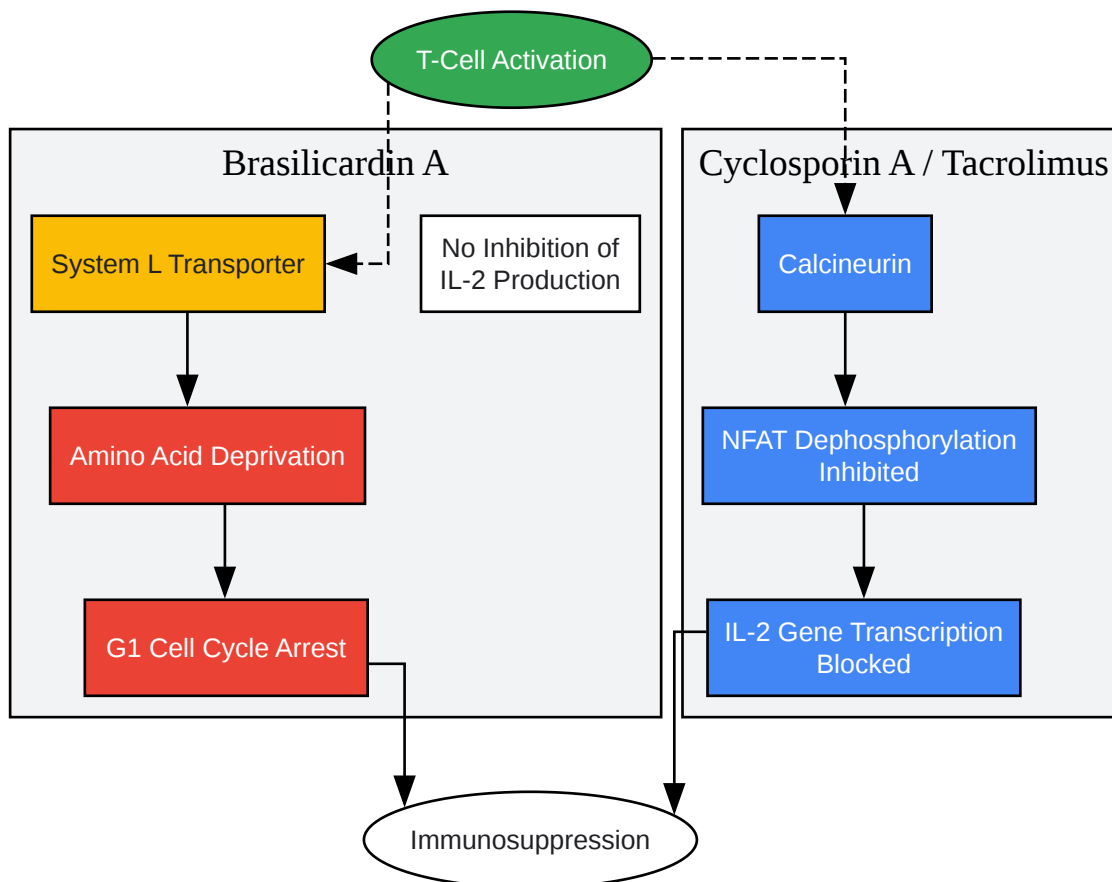 T-Cell Activation
Brasilicardin A
System L Transporter
No Inhibition of
IL-2 Production
Amino Acid Deprivation
G1 Cell Cycle Arrest
Cyclosporin A / Tacrolimus
Calcineurin
NFAT Dephosphorylation
Inhibited
IL-2 Gene Transcription
Blocked
Immunosuppression